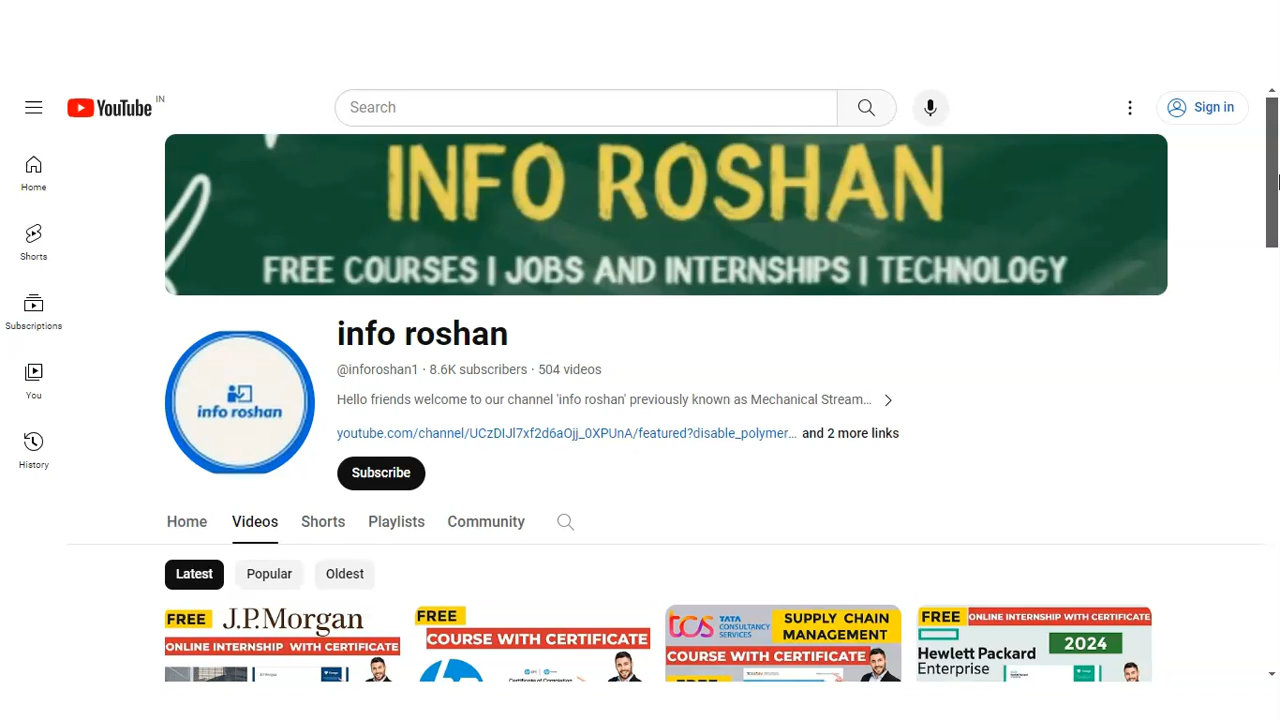 YouTube IN
Search
Sign in
Home
Shorts
Subscriptions
You
History
INFO ROSHAN
FREE COURSES | JOBS AND INTERNSHIPS | TECHNOLOGY
info roshan
info roshan
@inforoshan1 · 8.6K subscribers · 504 videos
Hello friends welcome to our channel 'info roshan' previously known as Mechanical Stream...
youtube.com/channel/UCzDIJl7xf2d6aOjj_0XPUnA/featured?disable_polymer... and 2 more links
Subscribe
Home Videos Shorts Playlists Community
Latest Popular Oldest
FREE J.P.Morgan
ONLINE INTERNSHIP WITH CERTIFICATE
FREE
COURSE WITH CERTIFICATE
hp
tcs TATA CONSULTANCY SERVICES
SUPPLY CHAIN MANAGEMENT
COURSE WITH CERTIFICATE
FREE
FREE ONLINE INTERNSHIP WITH CERTIFICATE
Hewlett Packard
Enterprise
2024